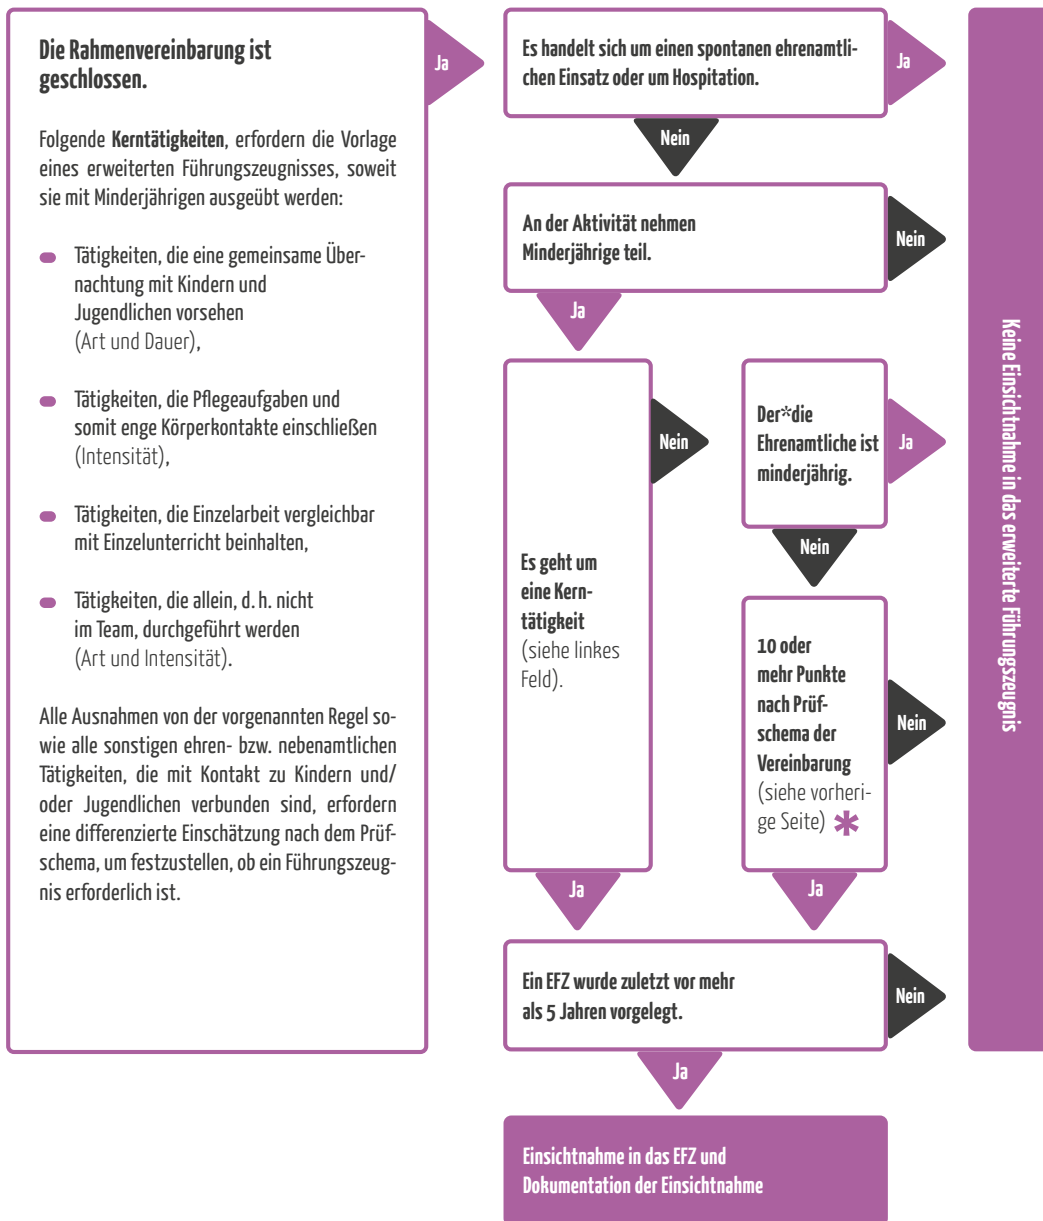 Die Rahmenvereinbarung ist
geschlossen.
Folgende Kerntätigkeiten, erfordern die Vorlage
eines erweiterten Führungszeugnisses, soweit
sie mit Minderjährigen ausgeübt werden:
Tätigkeiten, die eine gemeinsame Über-
nachtung mit Kindern und
Jugendlichen vorsehen
(Art und Dauer),
Tätigkeiten, die Pflegeaufgaben und
somit enge Körperkontakte einschließen
(Intensität),
Tätigkeiten, die Einzelarbeit vergleichbar
mit Einzelunterricht beinhalten,
Tätigkeiten, die allein, d. h. nicht
im Team, durchgeführt werden
(Art und Intensität).
Alle Ausnahmen von der vorgenannten Regel so-
wie alle sonstigen ehren- bzw. nebenamtlichen
Tätigkeiten, die mit Kontakt zu Kindern und/
oder Jugendlichen verbunden sind, erfordern
eine differenzierte Einschätzung nach dem Prüf-
schema, um festzustellen, ob ein Führungszeug-
nis erforderlich ist.
Ja
Es handelt sich um einen spontanen ehrenamtli-
chen Einsatz oder um Hospitation.
Ja
Nein
An der Aktivität nehmen
Minderjährige teil.
Nein
Ja
Es geht um
eine Kern-
tätigkeit
(siehe linkes
Feld).
Nein
Der*die
Ehrenamtliche ist
minderjährig.
Ja
Nein
10 oder
mehr Punkte
nach Prüf-
schema der
Vereinbarung
(siehe vorheri-
ge Seite) *
Nein
Ja
Ja
Ein EFZ wurde zuletzt vor mehr
als 5 Jahren vorgelegt.
Nein
Ja
Einsichtnahme in das EFZ und
Dokumentation der Einsichtnahme
Keine Einsichtnahme in das erweiterte Führungszeugnis